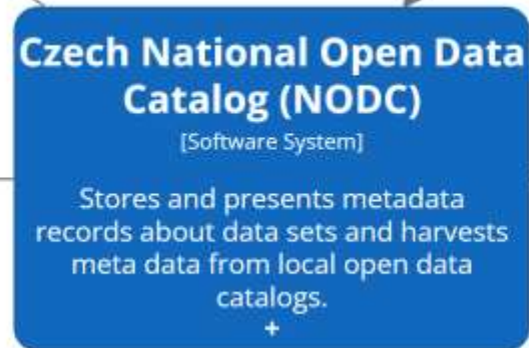 Czech National Open Data
Catalog (NODC)
[Software System]
Stores and presents metadata
records about data sets and harvests
meta data from local open data
catalogs.
+